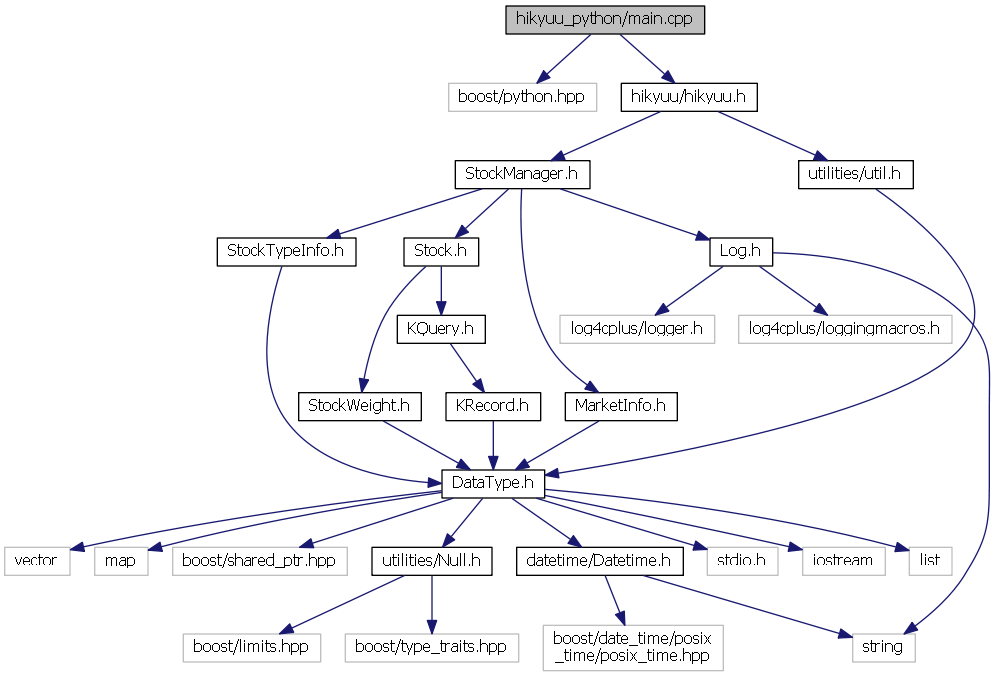 hikyuu_python/main.cpp
boost/python.hpp
hikyuu/hikyuu.h
StockManager.h
utilities/util.h
StockTypeInfo.h
Stock.h
Log.h
KQuery.h
log4cplus/logger.h
log4cplus/loggingmacros.h
StockWeight.h
KRecord.h
MarketInfo.h
DataType.h
vector
map
boost/shared_ptr.hpp
utilities/Null.h
datetime/Datetime.h
stdio.h
iostream
list
boost/limits.hpp
boost/type_traits.hpp
boost/date_time/posix
_time/posix_time.hpp
string